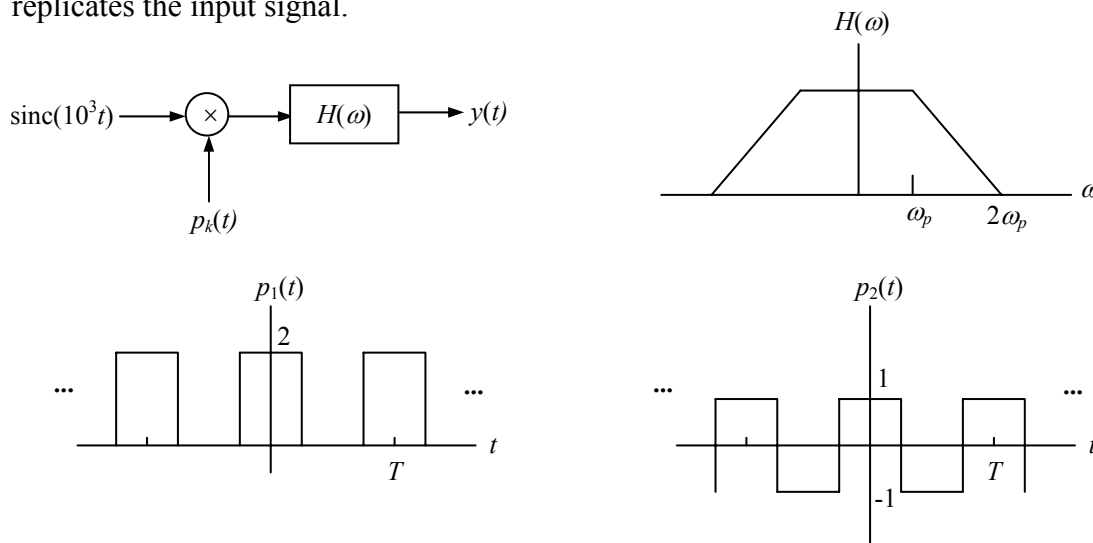 replicates the input signal.
sinc(10³t)
×
H(ω)
y(t)
pₖ(t)
H(ω)
ω
ωₚ
2ωₚ
p₁(t)
2
...
...
T
t
p₂(t)
1
...
...
T
t
-1